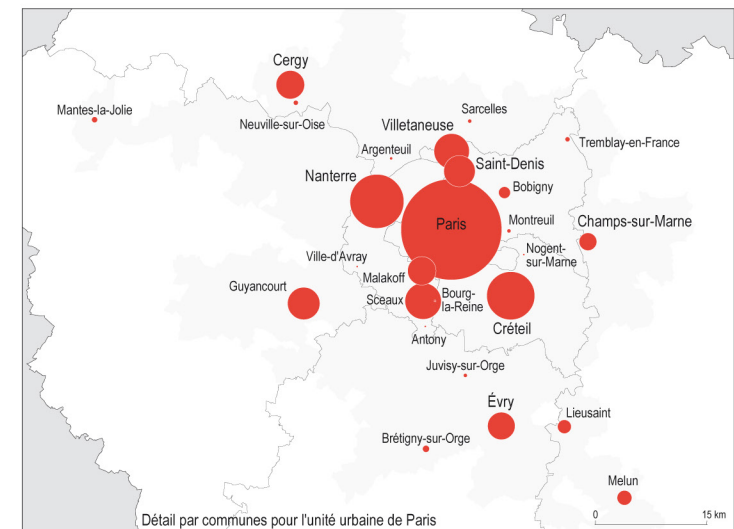 Cergy
Mantes-la-Jolie
Neuville-sur-Oise
Sarcelles
Villetaneuse
Argenteuil
Tremblay-en-France
Saint-Denis
Nanterre
Bobigny
Paris
Montreuil
Champs-sur-Marne
Ville-d'Avray
Nogent-
sur-Marne
Malakoff
Guyancourt
Sceaux
Bourg-
la-Reine
Créteil
Antony
Juvisy-sur-Orge
Évry
Lieusaint
Brétigny-sur-Orge
Melun
Détail par communes pour l'unité urbaine de Paris
0 15 km